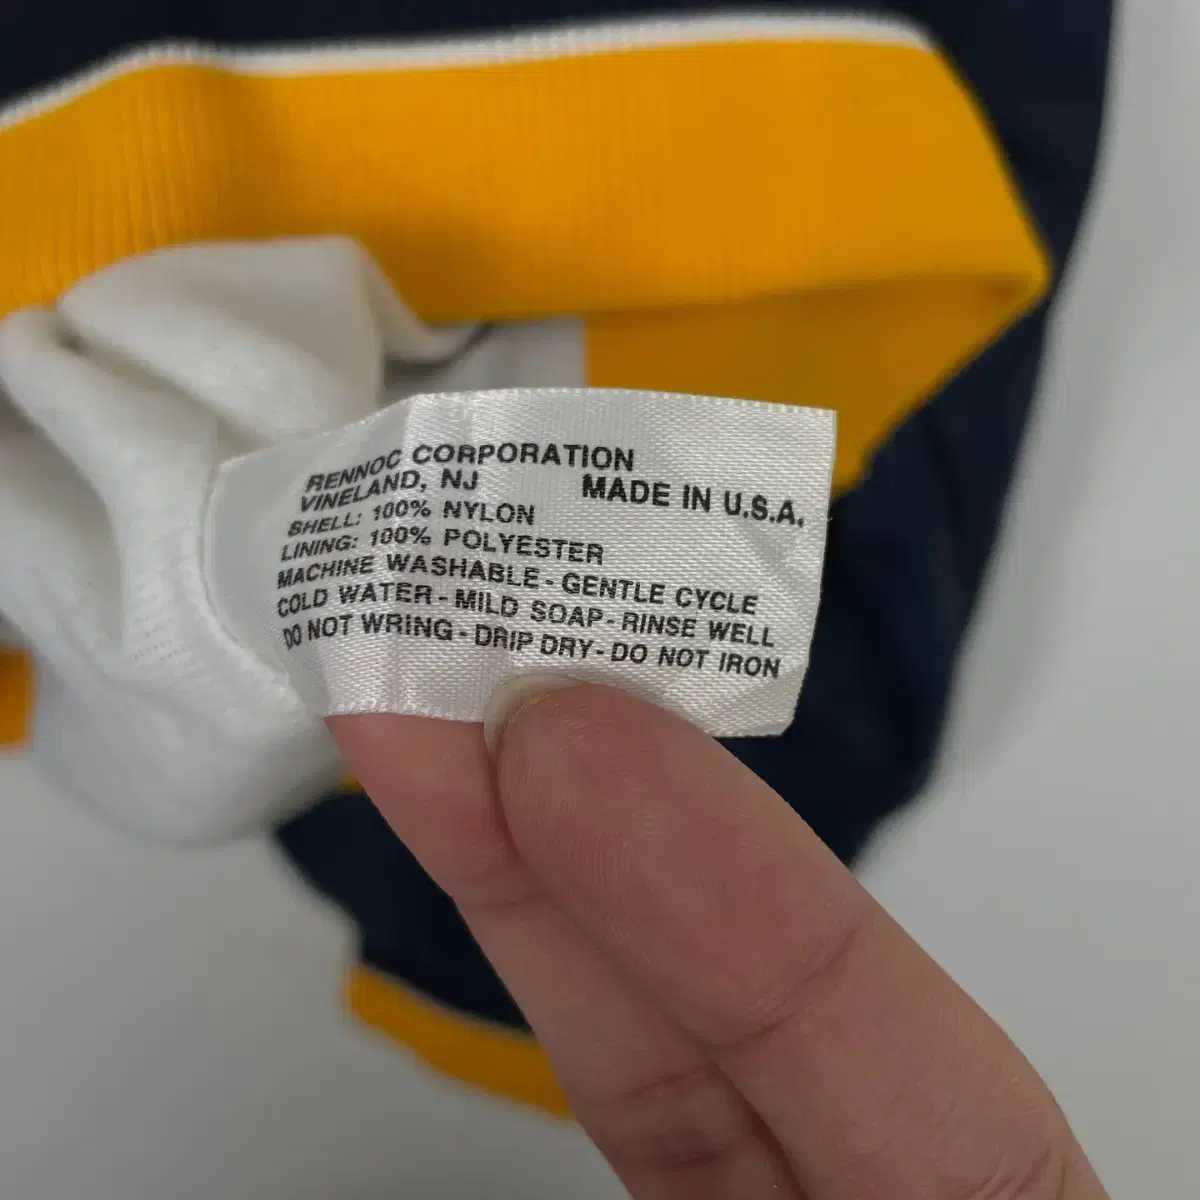 RENNOC CORPORATION
VINELAND, NJ MADE IN U.S.A.
SHELL: 100% NYLON
LINING: 100% POLYESTER
MACHINE WASHABLE - GENTLE CYCLE
COLD WATER - MILD SOAP - RINSE WELL
DO NOT WRING - DRIP DRY - DO NOT IRON